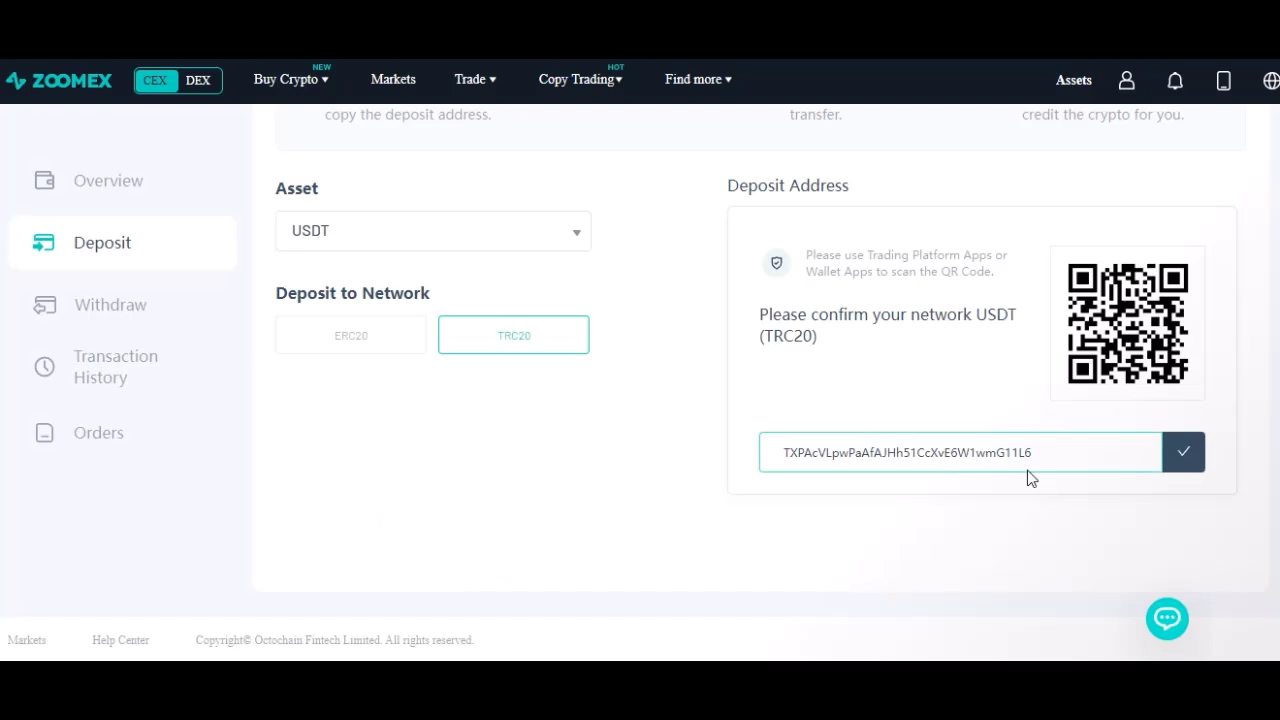 ZOOMEX
CEX DEX
Buy Crypto NEW
Markets
Trade
Copy Trading HOT
Find more
Assets
copy the deposit address.
transfer.
credit the crypto for you.
Overview
Deposit
Withdraw
Transaction
History
Orders
Asset
USDT
Deposit to Network
ERC20
TRC20
Deposit Address
Please use Trading Platform Apps or
Wallet Apps to scan the QR Code.
Please confirm your network USDT
(TRC20)
TXPAcVLpwPaAfAJHh51CcXvE6W1wmG11L6
Markets
Help Center
Copyright© Octochain Fintech Limited. All rights reserved.